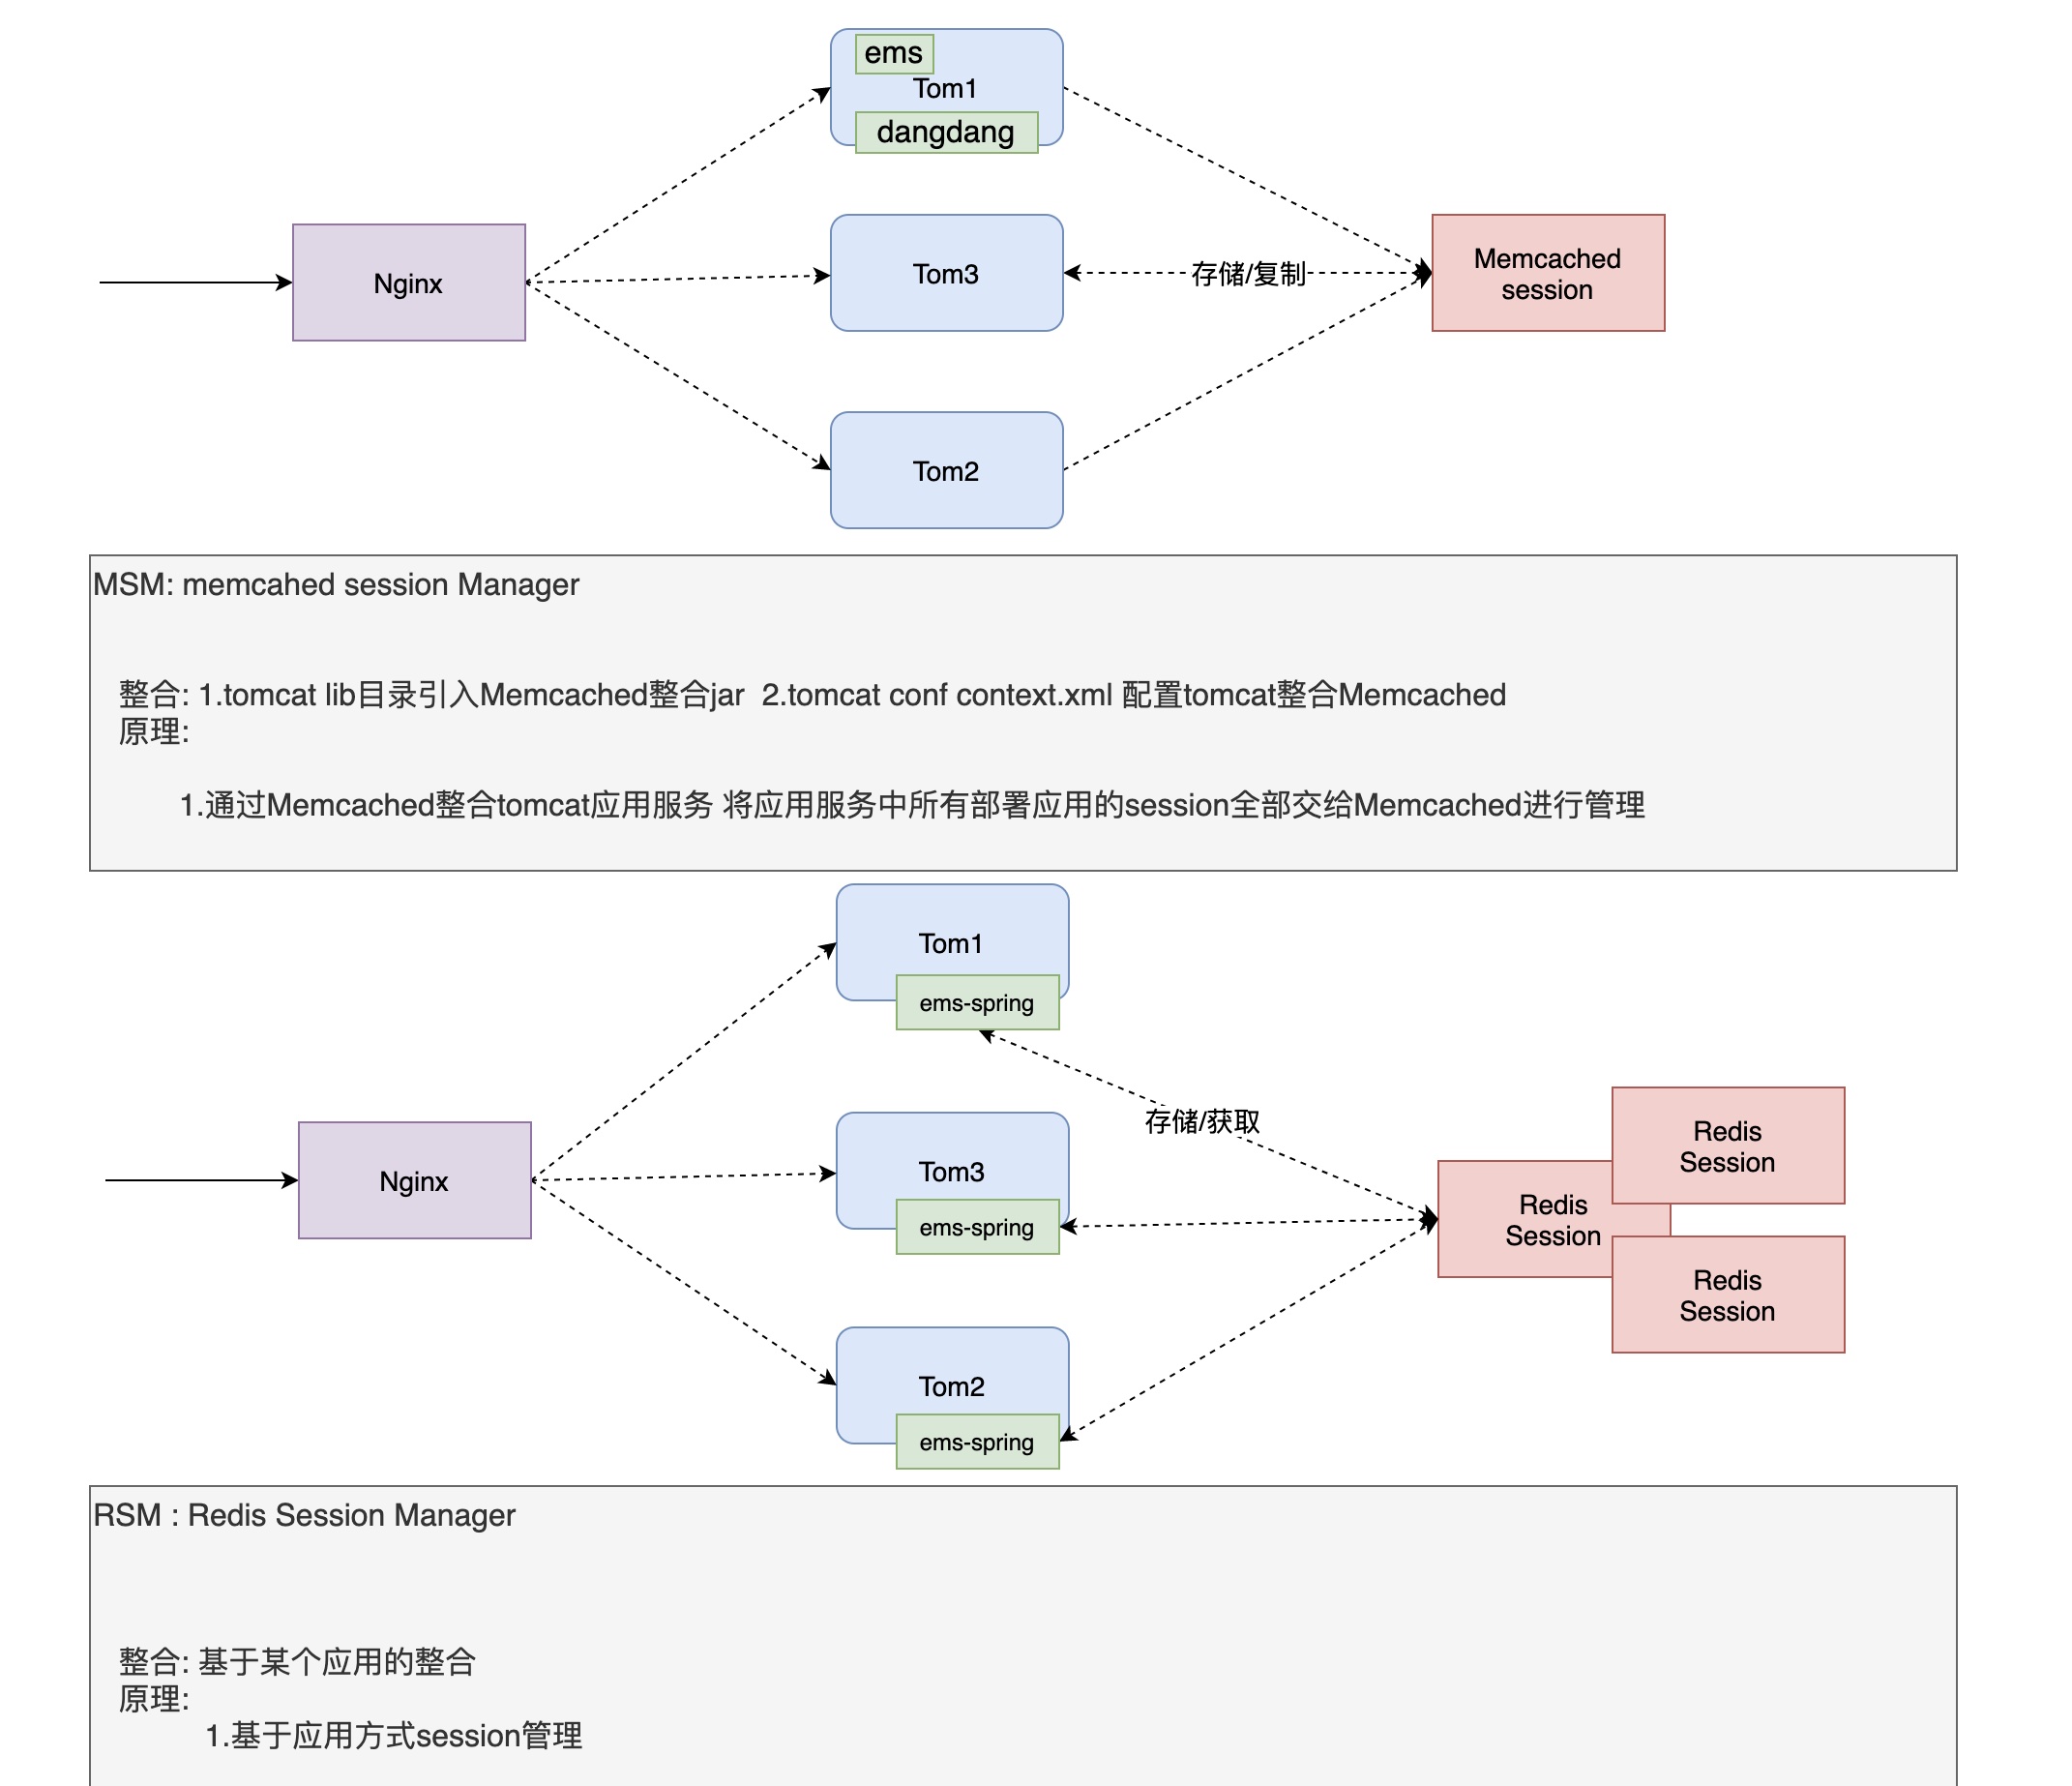 ems
Tom1
dangdang
Nginx
Tom3
存储/复制
Memcached
session
Tom2
MSM: memcahed session Manager
整合: 1.tomcat lib目录引入Memcached整合jar  2.tomcat conf context.xml 配置tomcat整合Memcached
原理:
1.通过Memcached整合tomcat应用服务 将应用服务中所有部署应用的session全部交给Memcached进行管理
Tom1
ems-spring
存储/获取
Nginx
Tom3
ems-spring
Redis
Session
Redis
Session
Redis
Session
Tom2
ems-spring
RSM : Redis Session Manager
整合: 基于某个应用的整合
原理:
1.基于应用方式session管理